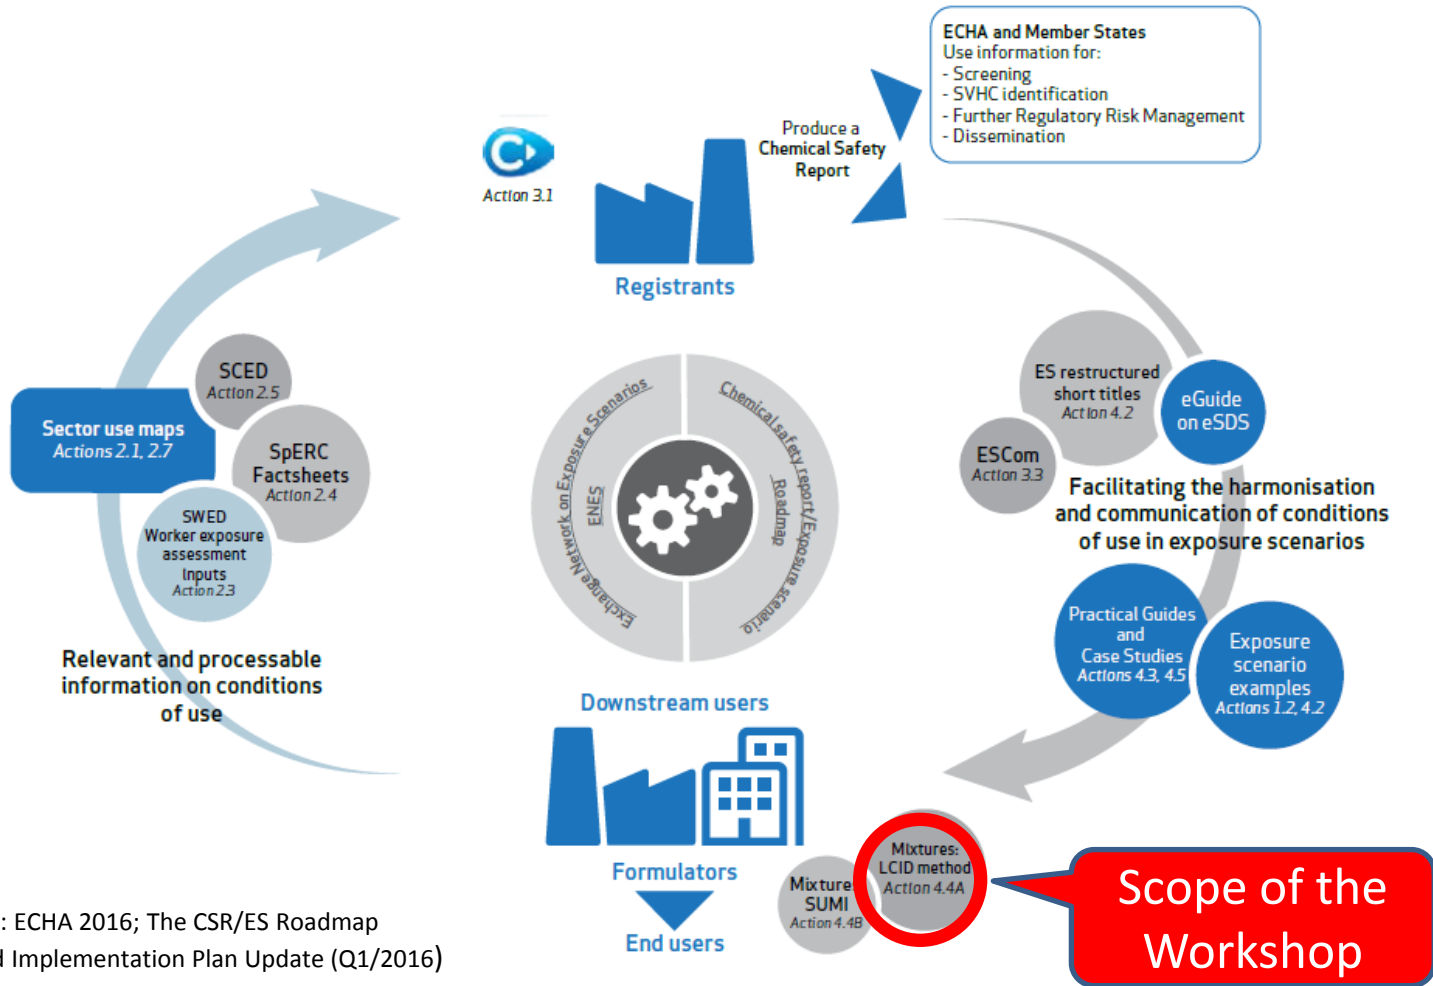 ECHA and Member States
Use information for:
- Screening
- SVHC identification
- Further Regulatory Risk Management
- Dissemination
Produce a
Chemical Safety
Report
Action 3.1
Registrants
SCED
Action 2.5
Sector use maps
Actions 2.1, 2.7
SpERC
Factsheets
Action 2.4
SWED
Worker exposure
assessment
Inputs
Action 2.3
Relevant and processable
information on conditions
of use
Exchange Network on Exposure Scenarios
ENES
Chemical safety report/Exposure scenario
Roadmap
ES restructured
short titles
Action 4.2
eGuide
on eSDS
ESCom
Action 3.3
Facilitating the harmonisation
and communication of conditions
of use in exposure scenarios
Practical Guides
and
Case Studies
Actions 4.3, 4.5
Exposure
scenario
examples
Actions 1.2, 4.2
Downstream users
Formulators
End users
Mixtures:
LCID method
Action 4.4A
Mixture
SUMI
Action 4.4B
Scope of the
Workshop
: ECHA 2016; The CSR/ES Roadmap
d Implementation Plan Update (Q1/2016)